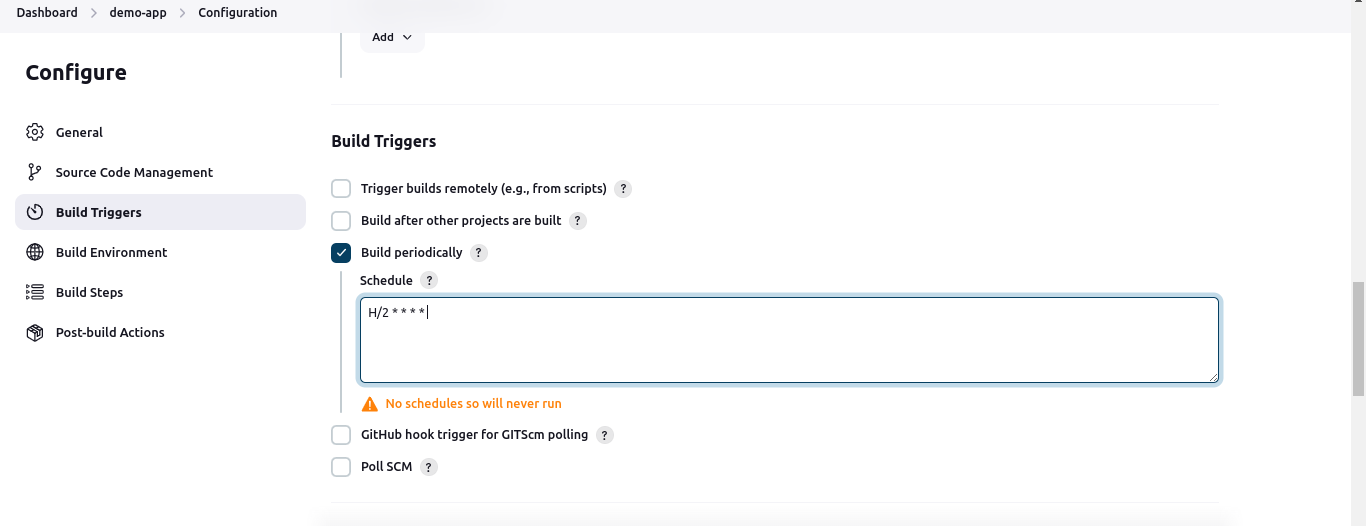 Dashboard > demo-app > Configuration
Configure
General
Source Code Management
Build Triggers
Build Environment
Build Steps
Post-build Actions
Add
Build Triggers
Trigger builds remotely (e.g., from scripts) ?
Build after other projects are built ?
Build periodically ?
Schedule ?
H/2 * * * *
No schedules so will never run
GitHub hook trigger for GITScm polling ?
Poll SCM ?